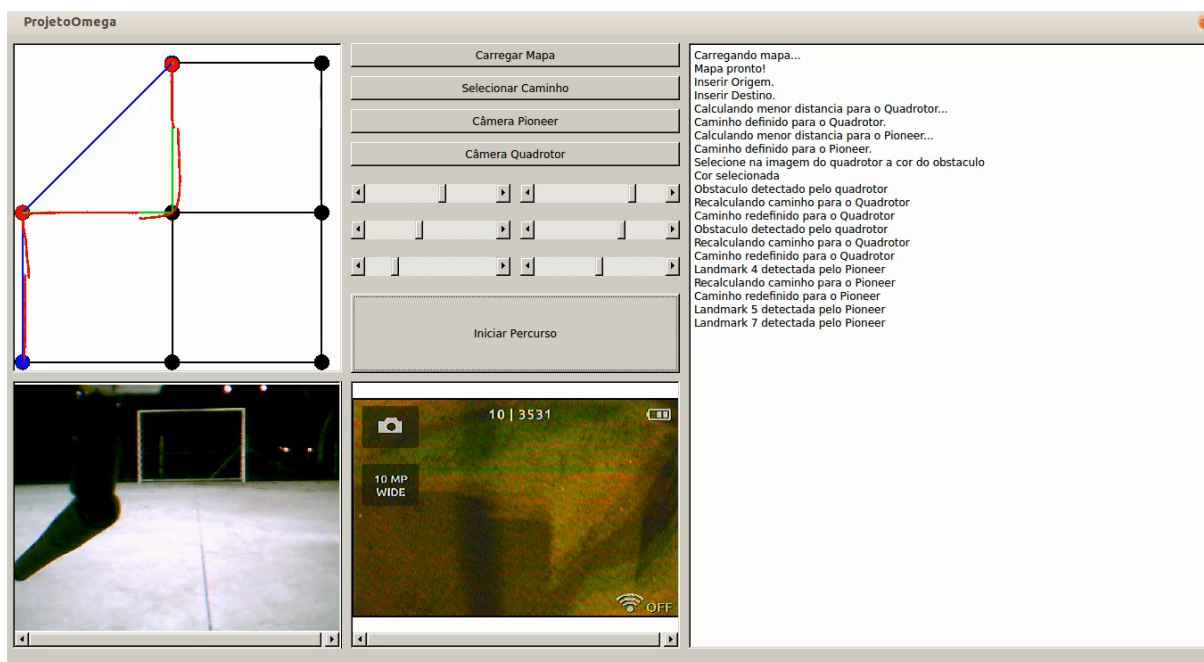 ProjetoOmega
Carregar Mapa
Selecionar Caminho
Câmera Pioneer
Câmera Quadrotor
Iniciar Percurso
Carregando mapa...
Mapa pronto!
Inserir Origem.
Inserir Destino.
Calculando menor distancia para o Quadrotor...
Caminho definido para o Quadrotor.
Calculando menor distancia para o Pioneer...
Caminho definido para o Pioneer.
Selecione na imagem do quadrotor a cor do obstaculo
Cor selecionada
Obstaculo detectado pelo quadrotor
Recalculando caminho para o Quadrotor
Caminho redefinido para o Quadrotor
Obstaculo detectado pelo quadrotor
Recalculando caminho para o Quadrotor
Caminho redefinido para o Quadrotor
Landmark 4 detectada pelo Pioneer
Recalculando caminho para o Pioneer
Caminho redefinido para o Pioneer
Landmark 5 detectada pelo Pioneer
Landmark 7 detectada pelo Pioneer
10 | 3531
10 MP
WIDE
OFF